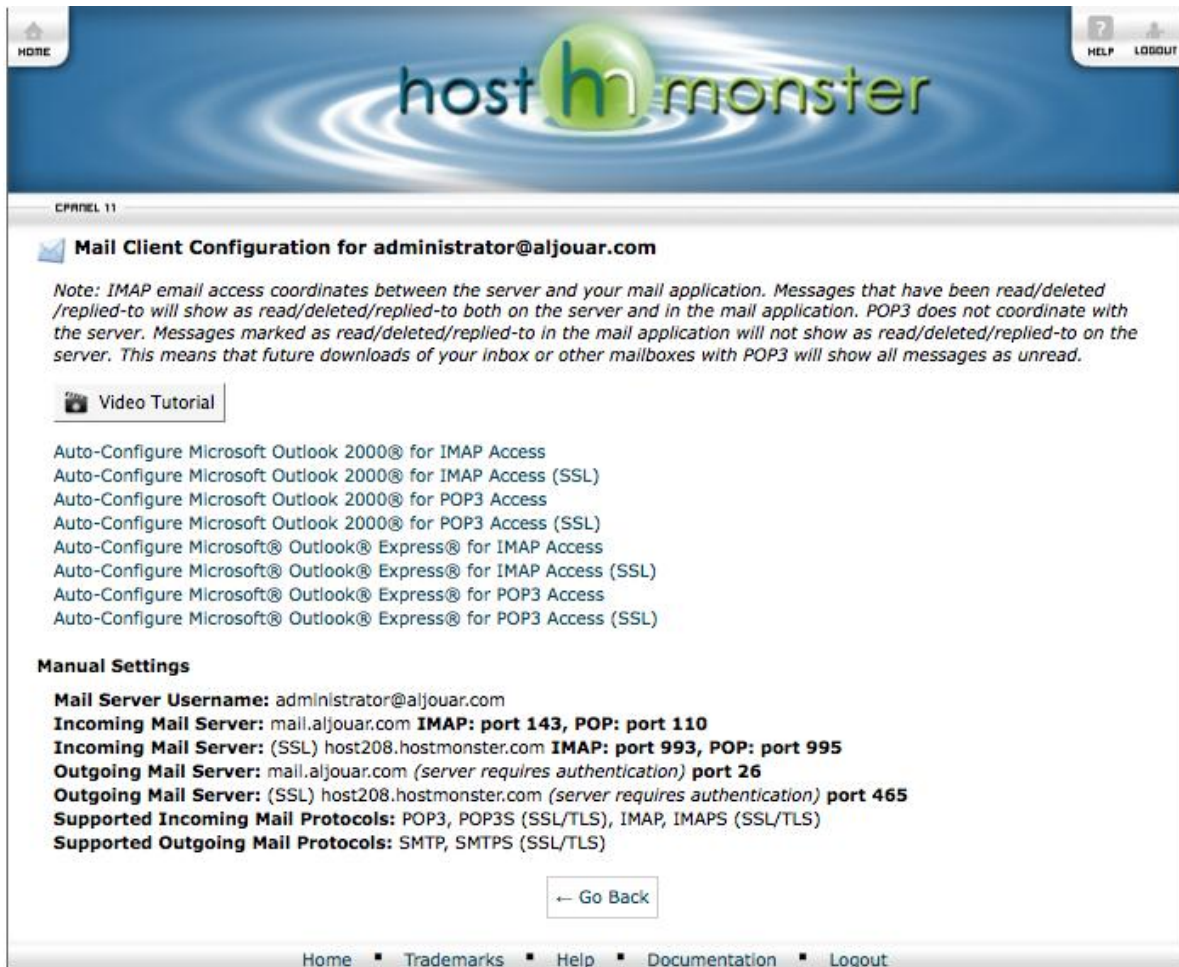 HOME
HELP LOGOUT
host hm monster
CPANEL 11
Mail Client Configuration for administrator@aljouar.com
Note: IMAP email access coordinates between the server and your mail application. Messages that have been read/deleted
/replied-to will show as read/deleted/replied-to both on the server and in the mail application. POP3 does not coordinate with
the server. Messages marked as read/deleted/replied-to in the mail application will not show as read/deleted/replied-to on the
server. This means that future downloads of your inbox or other mailboxes with POP3 will show all messages as unread.
Video Tutorial
Auto-Configure Microsoft Outlook 2000® for IMAP Access
Auto-Configure Microsoft Outlook 2000® for IMAP Access (SSL)
Auto-Configure Microsoft Outlook 2000® for POP3 Access
Auto-Configure Microsoft Outlook 2000® for POP3 Access (SSL)
Auto-Configure Microsoft® Outlook® Express® for IMAP Access
Auto-Configure Microsoft® Outlook® Express® for IMAP Access (SSL)
Auto-Configure Microsoft® Outlook® Express® for POP3 Access
Auto-Configure Microsoft® Outlook® Express® for POP3 Access (SSL)
Manual Settings
Mail Server Username: administrator@aljouar.com
Incoming Mail Server: mail.aljouar.com IMAP: port 143, POP: port 110
Incoming Mail Server: (SSL) host208.hostmonster.com IMAP: port 993, POP: port 995
Outgoing Mail Server: mail.aljouar.com (server requires authentication) port 26
Outgoing Mail Server: (SSL) host208.hostmonster.com (server requires authentication) port 465
Supported Incoming Mail Protocols: POP3, POP3S (SSL/TLS), IMAP, IMAPS (SSL/TLS)
Supported Outgoing Mail Protocols: SMTP, SMTPS (SSL/TLS)
← Go Back
Home ▪ Trademarks ▪ Help ▪ Documentation ▪ Logout